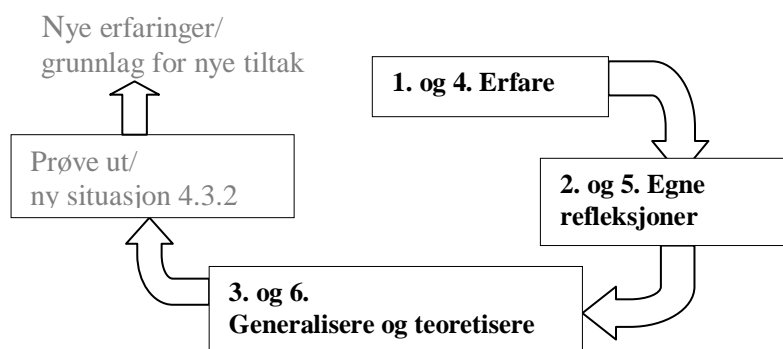 Nye erfaringer/
grunnlag for nye tiltak
1. og 4. Erfare
Prøve ut/
ny situasjon 4.3.2
2. og 5. Egne
refleksjoner
3. og 6.
Generalisere og teoretisere